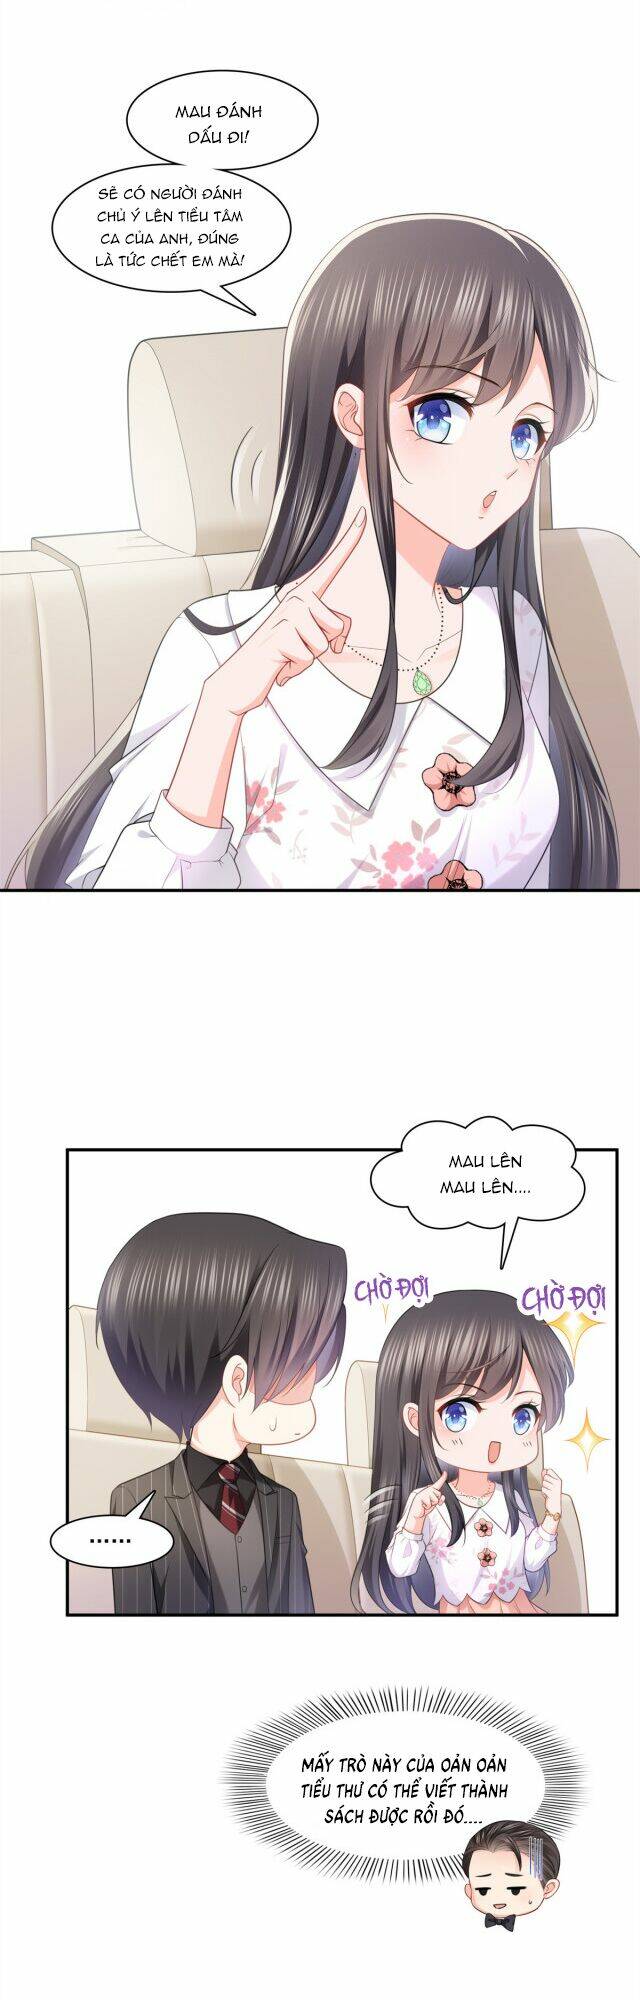 MAU ĐÁNH
DẤU ĐI!
SẼ CÓ NGƯỜI ĐÁNH
CHỦ Ý LÊN TIỂU TÂM
CA CỦA ANH, ĐÚNG
LÀ TỨC CHẾT EM MÀ!
MAU LÊN
MAU LÊN....
CHỜ ĐỢI
CHỜ ĐỢI
......
MẤY TRÒ NÀY CỦA OẢN OẢN
TIỂU THƯ CÓ THỂ VIẾT THÀNH
SÁCH ĐƯỢC RỒI ĐÓ....